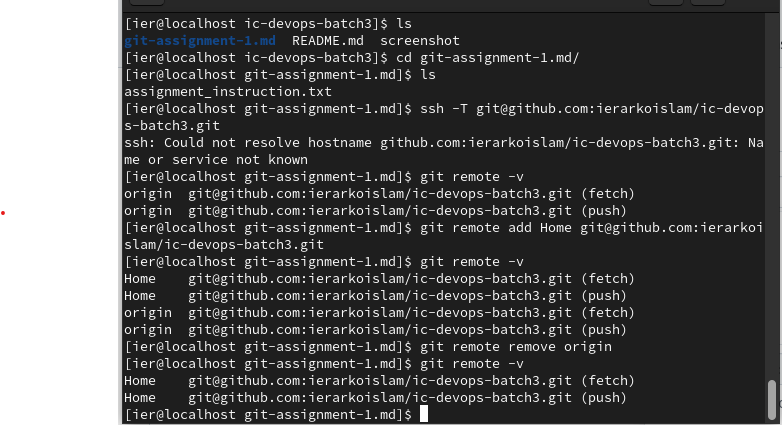 [ier@localhost ic-devops-batch3]$ ls
git-assignment-1.md  README.md  screenshot
[ier@localhost ic-devops-batch3]$ cd git-assignment-1.md/
[ier@localhost git-assignment-1.md]$ ls
assignment_instruction.txt
[ier@localhost git-assignment-1.md]$ ssh -T git@github.com:ierarkoislam/ic-devop
s-batch3.git
ssh: Could not resolve hostname github.com:ierarkoislam/ic-devops-batch3.git: Na
me or service not known
[ier@localhost git-assignment-1.md]$ git remote -v
origin  git@github.com:ierarkoislam/ic-devops-batch3.git (fetch)
origin  git@github.com:ierarkoislam/ic-devops-batch3.git (push)
[ier@localhost git-assignment-1.md]$ git remote add Home git@github.com:ierarkoi
slam/ic-devops-batch3.git
[ier@localhost git-assignment-1.md]$ git remote -v
Home    git@github.com:ierarkoislam/ic-devops-batch3.git (fetch)
Home    git@github.com:ierarkoislam/ic-devops-batch3.git (push)
origin  git@github.com:ierarkoislam/ic-devops-batch3.git (fetch)
origin  git@github.com:ierarkoislam/ic-devops-batch3.git (push)
[ier@localhost git-assignment-1.md]$ git remote remove origin
[ier@localhost git-assignment-1.md]$ git remote -v
Home    git@github.com:ierarkoislam/ic-devops-batch3.git (fetch)
Home    git@github.com:ierarkoislam/ic-devops-batch3.git (push)
[ier@localhost git-assignment-1.md]$